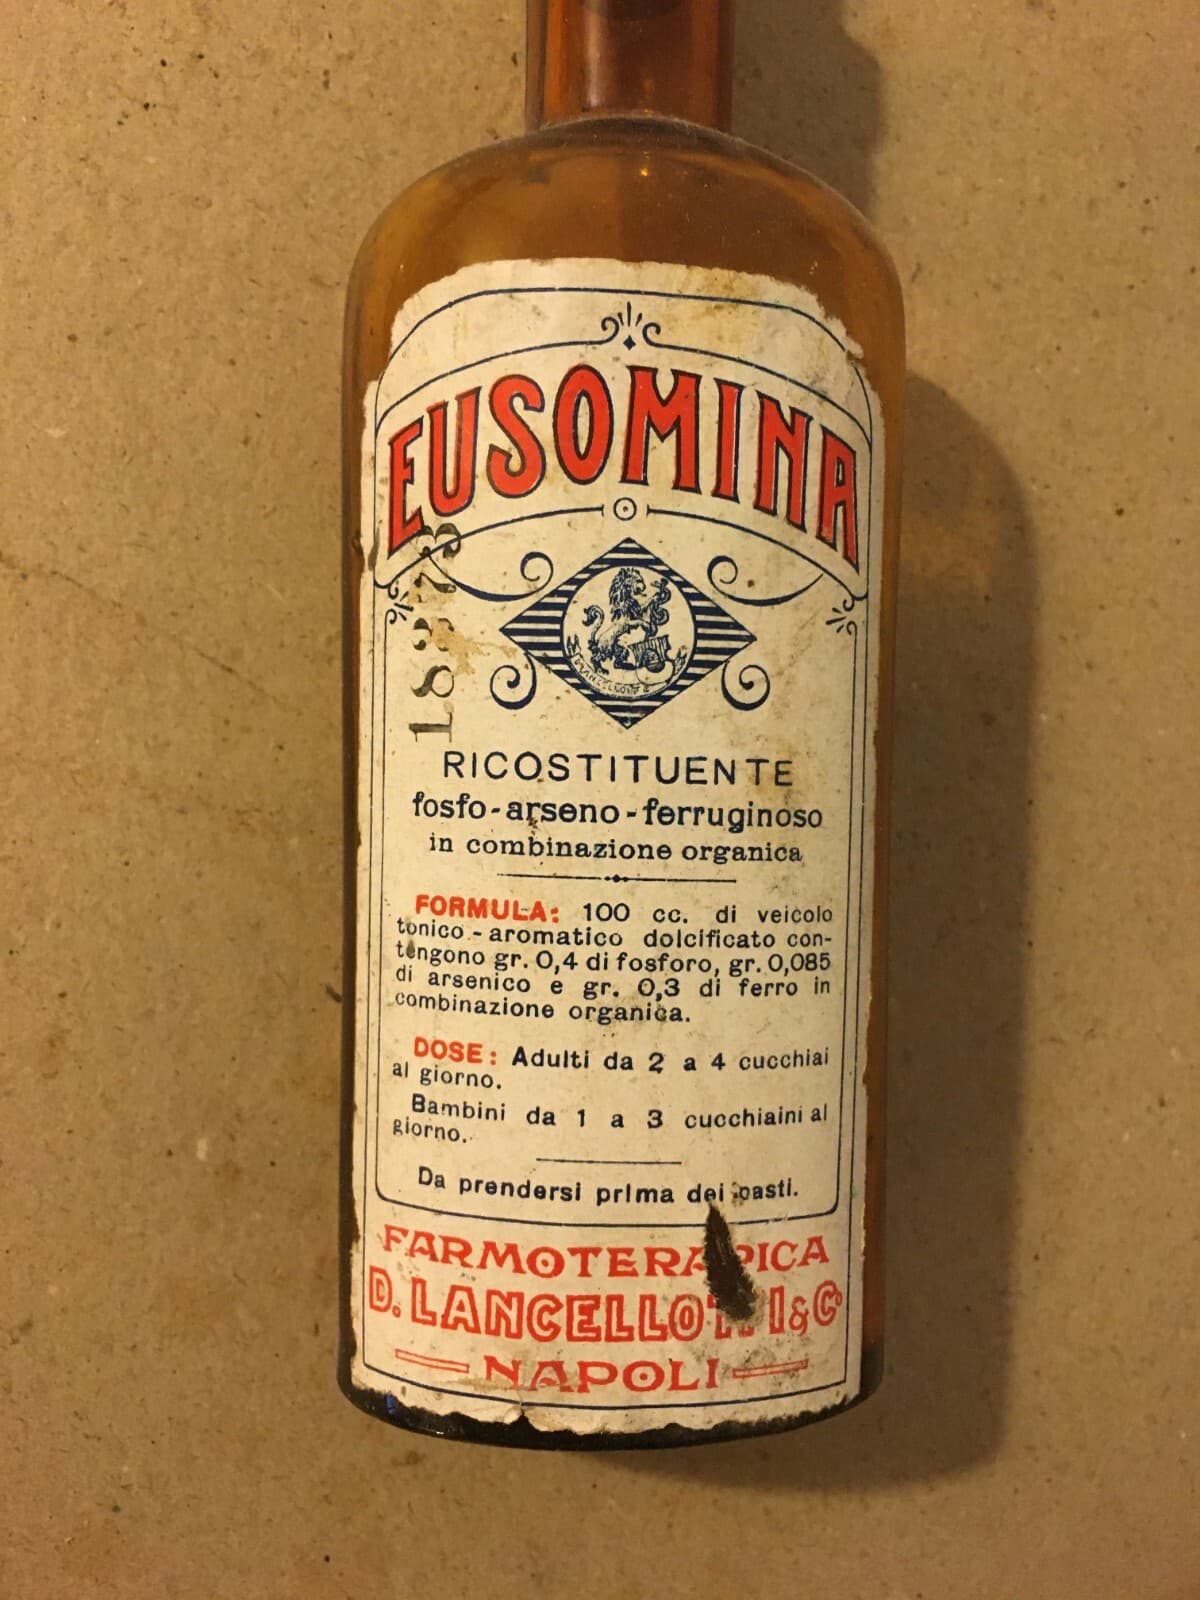 EUSOMINA
D. LANCELLOTTI & C.
RICOSTITUENTE
fosfo-arseno-ferruginoso
in combinazione organica
FORMULA: 100 cc. di veicolo
tonico-aromatico dolcificato con-
tengono gr. 0,4 di fosforo, gr. 0,085
di arsenico e gr. 0,3 di ferro in
combinazione organica.
DOSE: Adulti da 2 a 4 cucchiai
al giorno.
Bambini da 1 a 3 cucchiaini al
giorno.
Da prendersi prima dei pasti.
FARMOTERAPICA
D. LANCELLOTTI & C.
NAPOLI